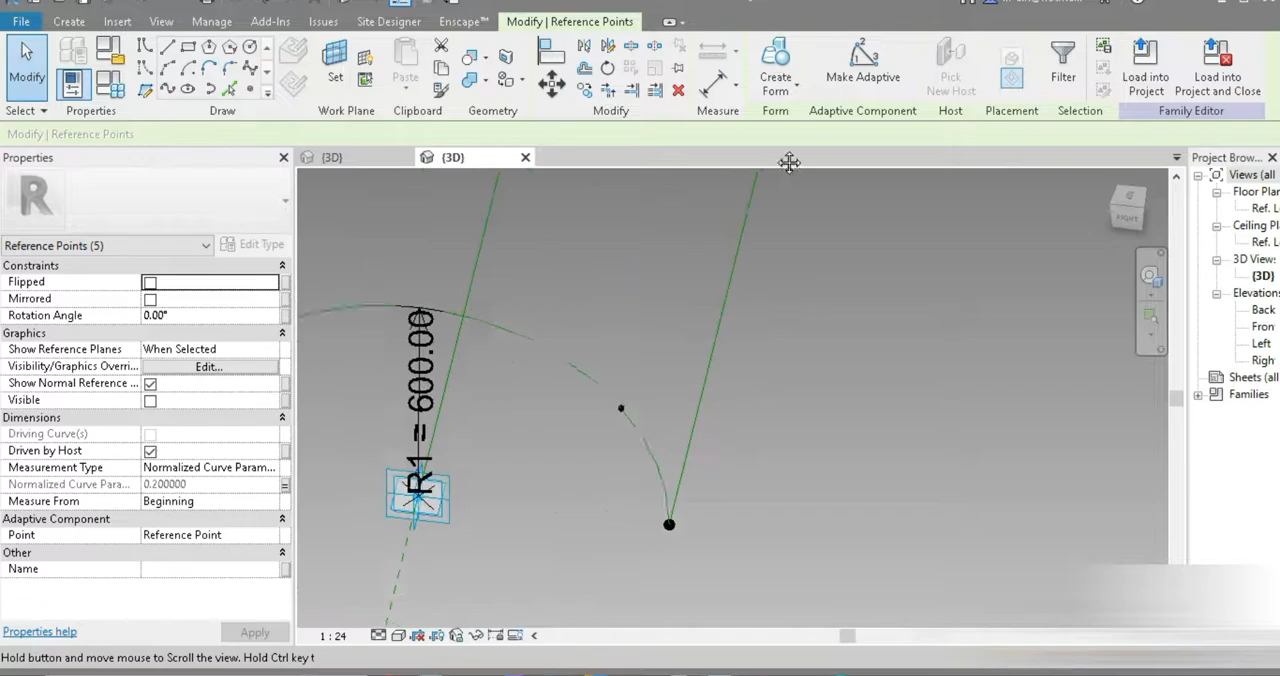 File Create Insert View Manage Add-Ins Issues Site Designer Enscape™ Modify | Reference Points
Modify
Set
Paste
Create
Form
Make Adaptive
Pick
New Host
Filter
Load into
Project
Load into
Project and Close
Select Properties Draw Work Plane Clipboard Geometry Modify Measure Form Adaptive Component Host Placement Selection Family Editor
Modify | Reference Points
Properties
{3D} {3D}
Project Brow...
R
Reference Points (5) Edit Type
Constraints
Flipped
Mirrored
Rotation Angle 0.00°
Graphics
Show Reference Planes When Selected
Visibility/Graphics Overri... Edit...
Show Normal Reference ...
Visible
Dimensions
Driving Curve(s)
Driven by Host
Measurement Type Normalized Curve Param...
Normalized Curve Para... 0.200000
Measure From Beginning
Adaptive Component
Point Reference Point
Other
Name
Properties help Apply
R1 = 600.00
RIGHT
Views (all
Floor Plan
Ref. L
Ceiling Pl
Ref. L
3D View:
{3D}
Elevations
Back
Fron
Left
Righ
Sheets (all
Families
1 : 24
Hold button and move mouse to Scroll the view. Hold Ctrl key t